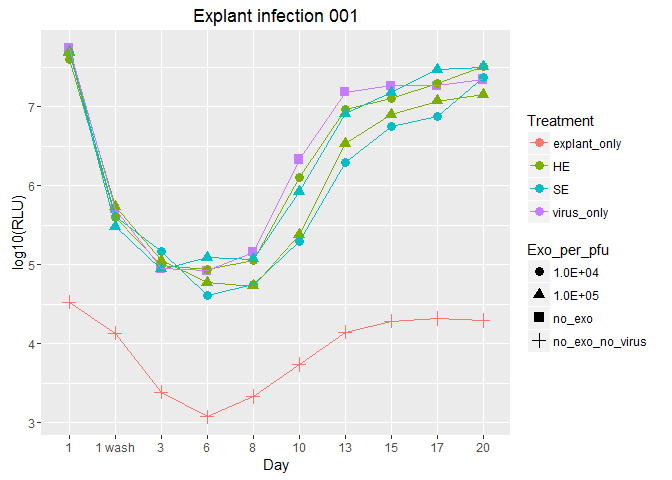 Explant infection 001
log10(RLU)
7
6
5
4
3
1 1 wash 3 6 8 10 13 15 17 20
Day
Treatment
explant_only
HE
SE
virus_only
Exo_per_pfu
1.0E+04
1.0E+05
no_exo
no_exo_no_virus